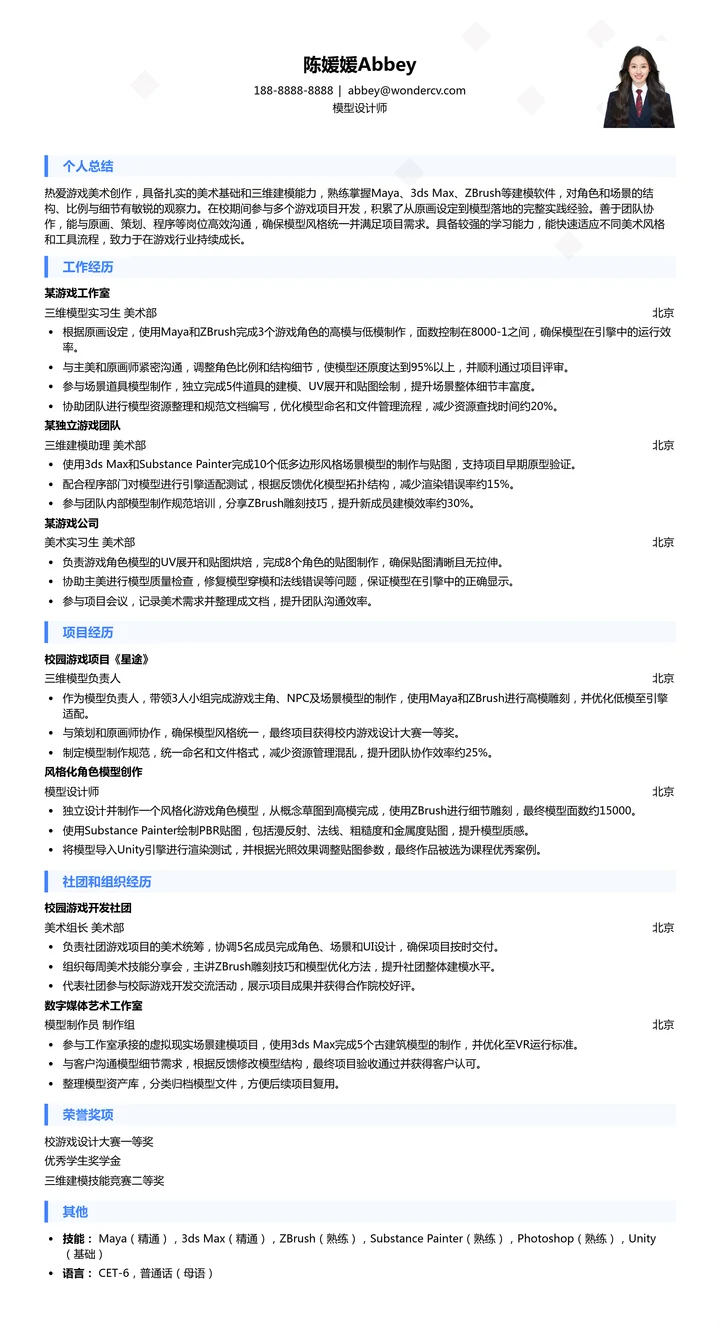 陈媛媛Abbey
188-8888-8888 | abbey@wondercv.com
模型设计师
个人总结
热爱游戏美术创作，具备扎实的美术基础和三维建模能力，熟练掌握Maya、3ds Max、ZBrush等建模软件，对角色和场景的结
构、比例与细节有敏锐的观察力。在校期间参与多个游戏项目开发，积累了从原画设定到模型落地的完整实践经验。善于团队协
作，能与原画、策划、程序等岗位高效沟通，确保模型风格统一并满足项目需求。具备较强的学习能力，能快速适应不同美术风格
和工具流程，致力于在游戏行业持续成长。
工作经历
某游戏工作室
三维模型实习生 美术部 北京
• 根据原画设定，使用Maya和ZBrush完成3个游戏角色的高模与低模制作，面数控制在8000-1之间，确保模型在引擎中的运行效
率。
• 与主美和原画师紧密沟通，调整角色比例和结构细节，使模型还原度达到95%以上，并顺利通过项目评审。
• 参与场景道具模型制作，独立完成5件道具的建模、UV展开和贴图绘制，提升场景整体细节丰富度。
• 协助团队进行模型资源整理和规范文档编写，优化模型命名和文件管理流程，减少资源查找时间约20%。
某独立游戏团队
三维建模助理 美术部 北京
• 使用3ds Max和Substance Painter完成10个低多边形风格场景模型的制作与贴图，支持项目早期原型验证。
• 配合程序部门对模型进行引擎适配测试，根据反馈优化模型拓扑结构，减少渲染错误率约15%。
• 参与团队内部模型制作规范培训，分享ZBrush雕刻技巧，提升新成员建模效率约30%。
某游戏公司
美术实习生 美术部 北京
• 负责游戏角色模型的UV展开和贴图烘焙，完成8个角色的贴图制作，确保贴图清晰且无拉伸。
• 协助主美进行模型质量检查，修复模型穿模和法线错误等问题，保证模型在引擎中的正确显示。
• 参与项目会议，记录美术需求并整理成文档，提升团队沟通效率。
项目经历
校园游戏项目《星途》
三维模型负责人 北京
• 作为模型负责人，带领3人小组完成游戏主角、NPC及场景模型的制作，使用Maya和ZBrush进行高模雕刻，并优化低模至引擎
适配。
• 与策划和原画师协作，确保模型风格统一，最终项目获得校内游戏设计大赛一等奖。
• 制定模型制作规范，统一命名和文件格式，减少资源管理混乱，提升团队协作效率约25%。
风格化角色模型创作
模型设计师 北京
• 独立设计并制作一个风格化游戏角色模型，从概念草图到高模完成，使用ZBrush进行细节雕刻，最终模型面数约15000。
• 使用Substance Painter绘制PBR贴图，包括漫反射、法线、粗糙度和金属度贴图，提升模型质感。
• 将模型导入Unity引擎进行渲染测试，并根据光照效果调整贴图参数，最终作品被选为课程优秀案例。
社团和组织经历
校园游戏开发社团
美术组长 美术部 北京
• 负责社团游戏项目的美术统筹，协调5名成员完成角色、场景和UI设计，确保项目按时交付。
• 组织每周美术技能分享会，主讲ZBrush雕刻技巧和模型优化方法，提升社团整体建模水平。
• 代表社团参与校际游戏开发交流活动，展示项目成果并获得合作院校好评。
数字媒体艺术工作室
模型制作员 制作组 北京
• 参与工作室承接的虚拟现实场景建模项目，使用3ds Max完成5个古建筑模型的制作，并优化至VR运行标准。
• 与客户沟通模型细节需求，根据反馈修改模型结构，最终项目验收通过并获得客户认可。
• 整理模型资产库，分类归档模型文件，方便后续项目复用。
荣誉奖项
校游戏设计大赛一等奖
优秀学生奖学金
三维建模技能竞赛二等奖
其他
• 技能： Maya（精通），3ds Max（精通），ZBrush（熟练），Substance Painter（熟练），Photoshop（熟练），Unity
（基础）
• 语言： CET-6，普通话（母语）